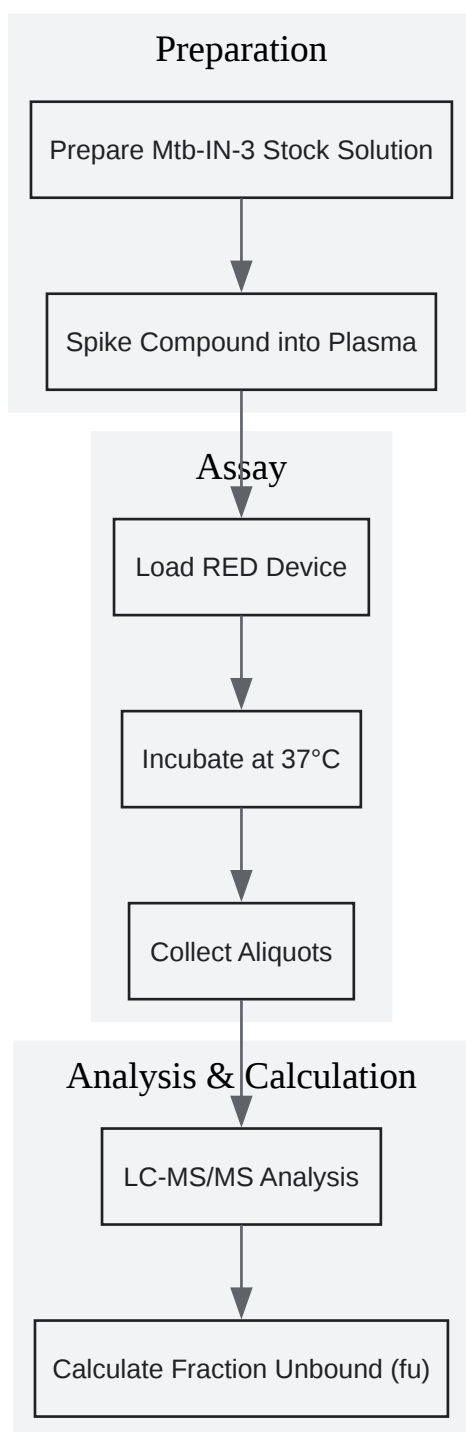 Preparation
Prepare Mtb-IN-3 Stock Solution
Spike Compound into Plasma
Assay
Load RED Device
Incubate at 37°C
Collect Aliquots
Analysis & Calculation
LC-MS/MS Analysis
Calculate Fraction Unbound (fu)